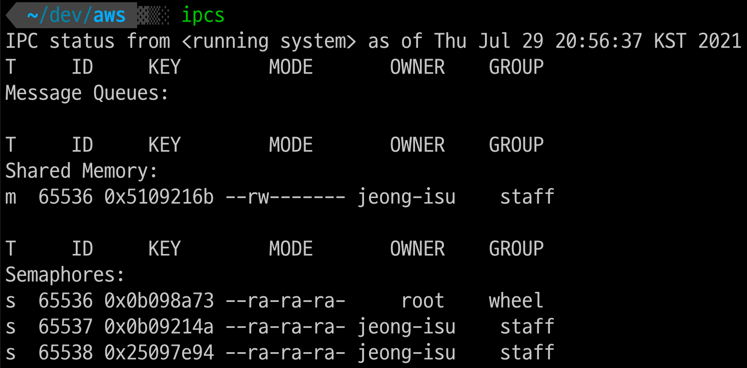 ~/dev/aws ipcs
IPC status from <running system> as of Thu Jul 29 20:56:37 KST 2021
T ID KEY MODE OWNER GROUP
Message Queues:
T ID KEY MODE OWNER GROUP
Shared Memory:
m 65536 0x5109216b --rw------- jeong-isu staff
T ID KEY MODE OWNER GROUP
Semaphores:
s 65536 0x0b098a73 --ra-ra-ra- root wheel
s 65537 0x0b09214a --ra-ra-ra- jeong-isu staff
s 65538 0x25097e94 --ra-ra-ra- jeong-isu staff